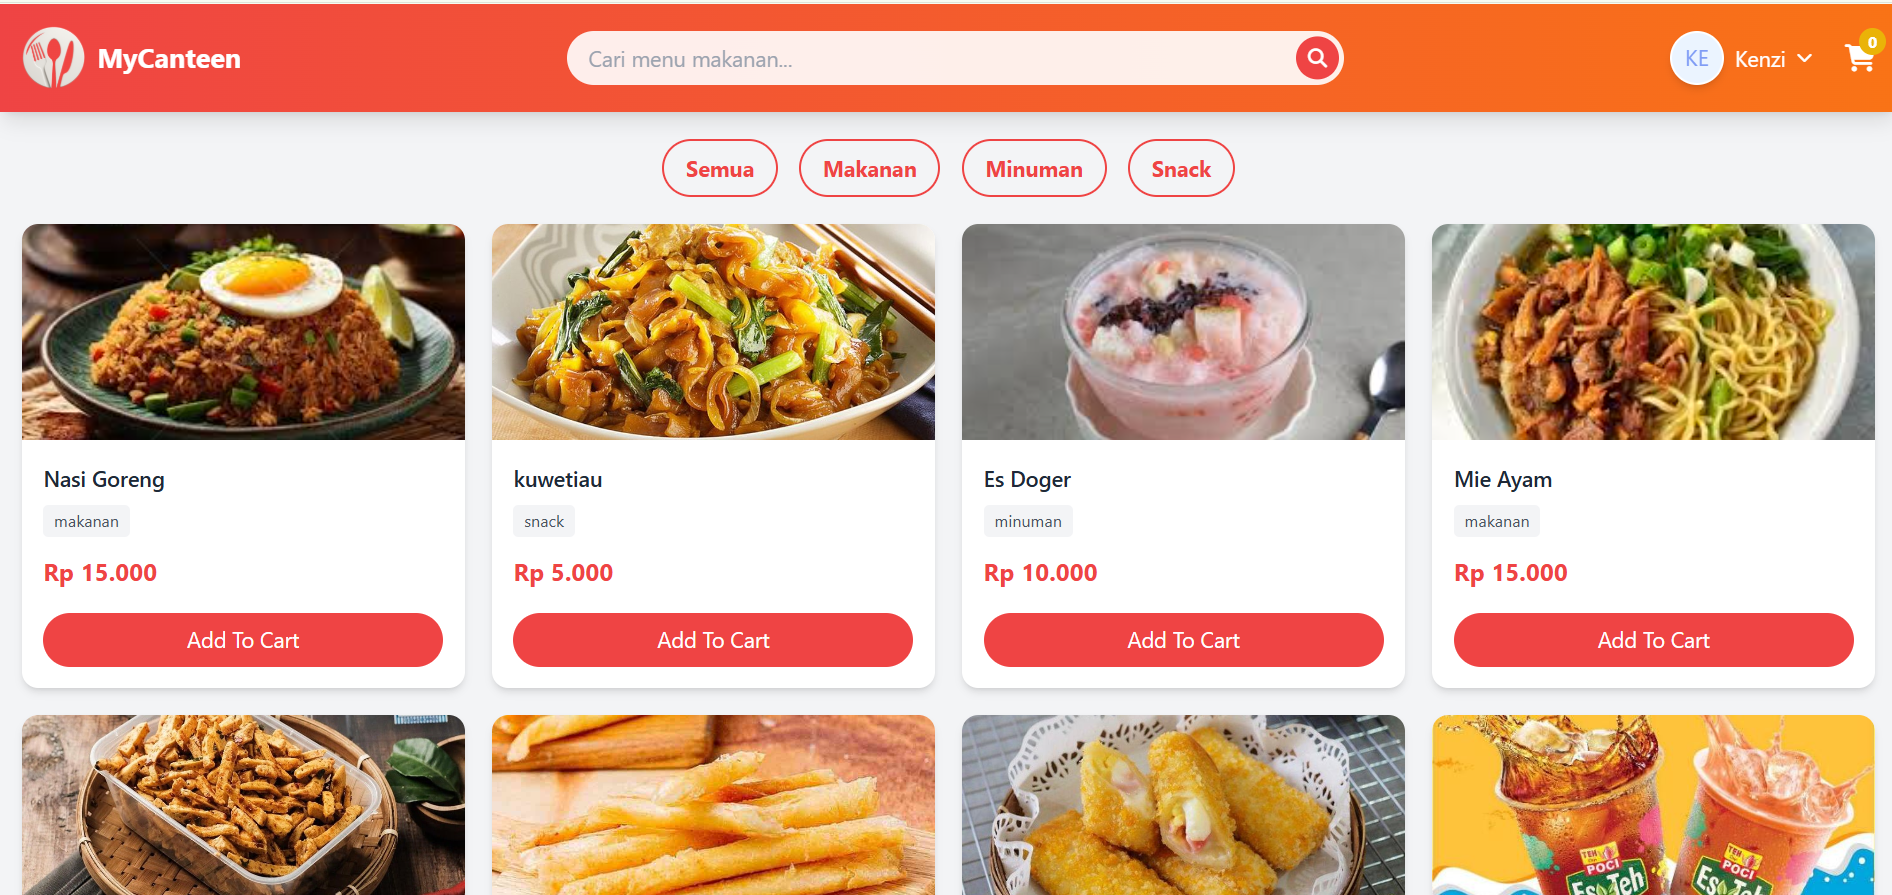 MyCanteen
Cari menu makanan...
KE
Kenzi
0
Semua
Makanan
Minuman
Snack
Nasi Goreng
makanan
Rp 15.000
Add To Cart
kuwetiau
snack
Rp 5.000
Add To Cart
Es Doger
minuman
Rp 10.000
Add To Cart
Mie Ayam
makanan
Rp 15.000
Add To Cart
TEH
POCI
Es Teh
TEH
POCI
Es Teh